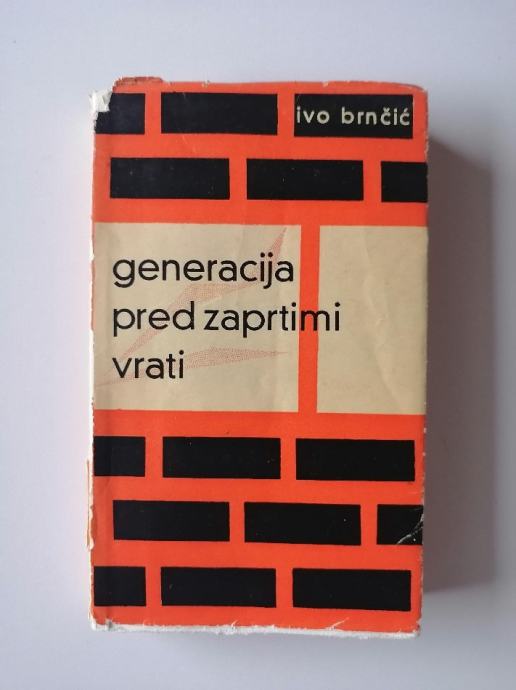 ivo brnčić
generacija
pred zaprtimi
vrati